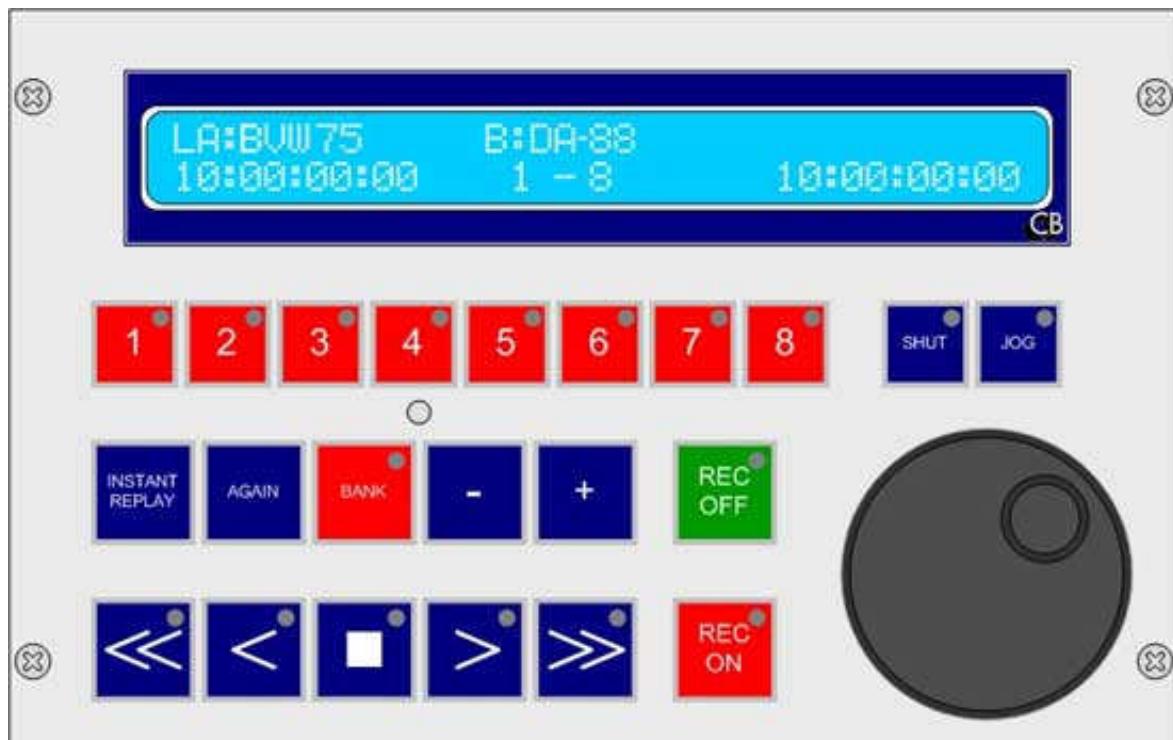 LA:BVW75 B:DA-88
10:00:00:00 1 - 8 10:00:00:00
CB
1 2 3 4 5 6 7 8 SHUT JOG
INSTANT REPLAY AGAIN BANK - + REC OFF
<< < > >> REC ON